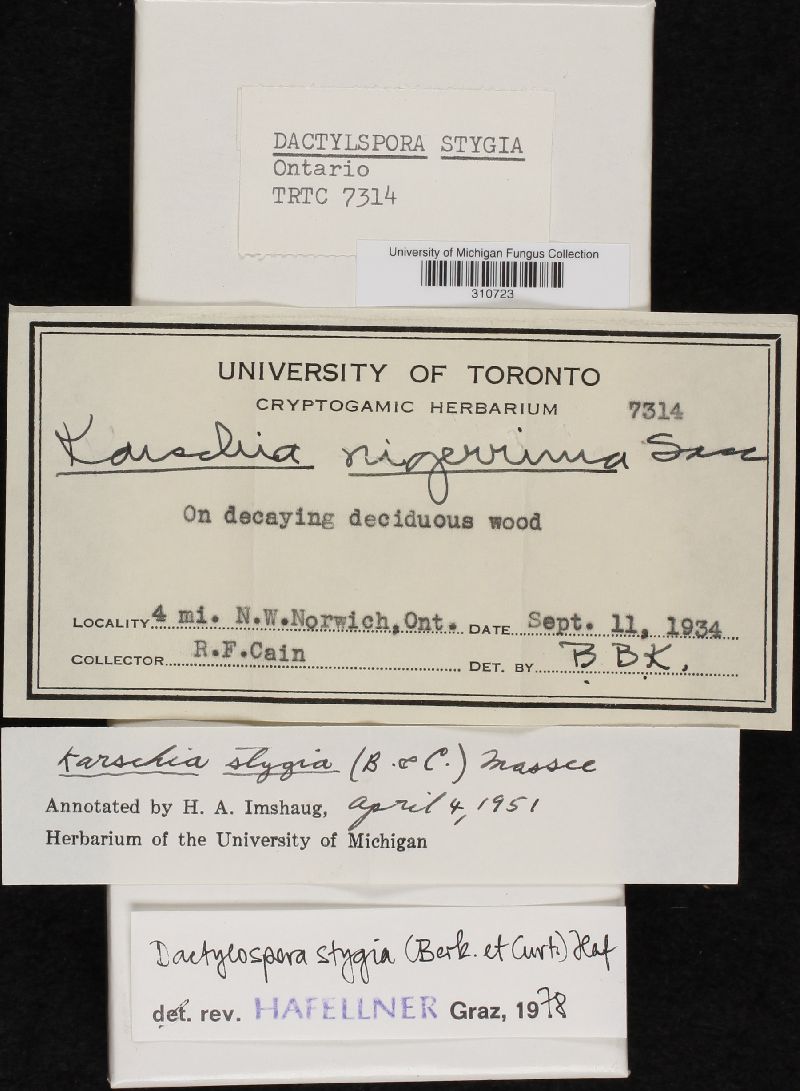 DACTYLSPORA STYGIA
Ontario
TRTC 7314
University of Michigan Fungus Collection
310723
UNIVERSITY OF TORONTO
CRYPTOGAMIC HERBARIUM 7314
Karschia nigerrima Sacc
On decaying deciduous wood
LOCALITY 4 mi. N.W.Norwich,Ont. DATE Sept. 11, 1934
COLLECTOR R.F.Cain DET. BY B B K.
Karschia stygia (B. & C.) Massee
Annotated by H. A. Imshaug, April 4, 1951
Herbarium of the University of Michigan
Dactylospora stygia (Berk. et Curt.) Haf
det. rev. HAFELLNER Graz, 1978